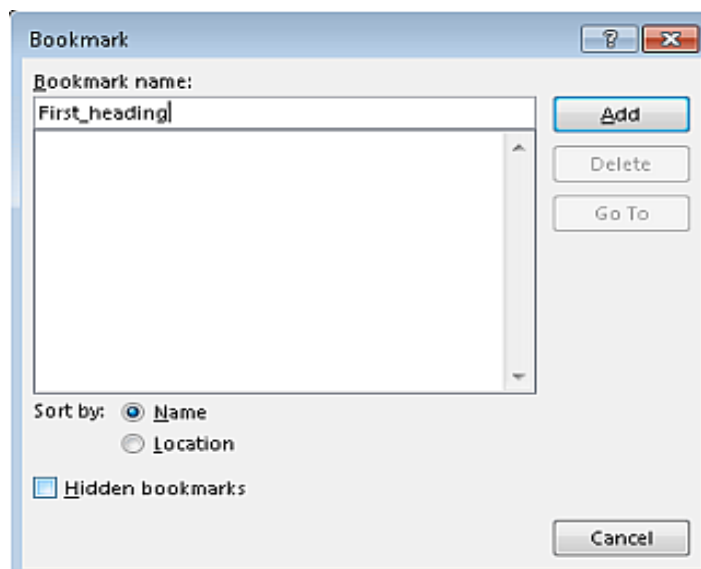 Bookmark
Bookmark name:
First_heading
Add
Delete
Go To
Sort by: Name
Location
Hidden bookmarks
Cancel